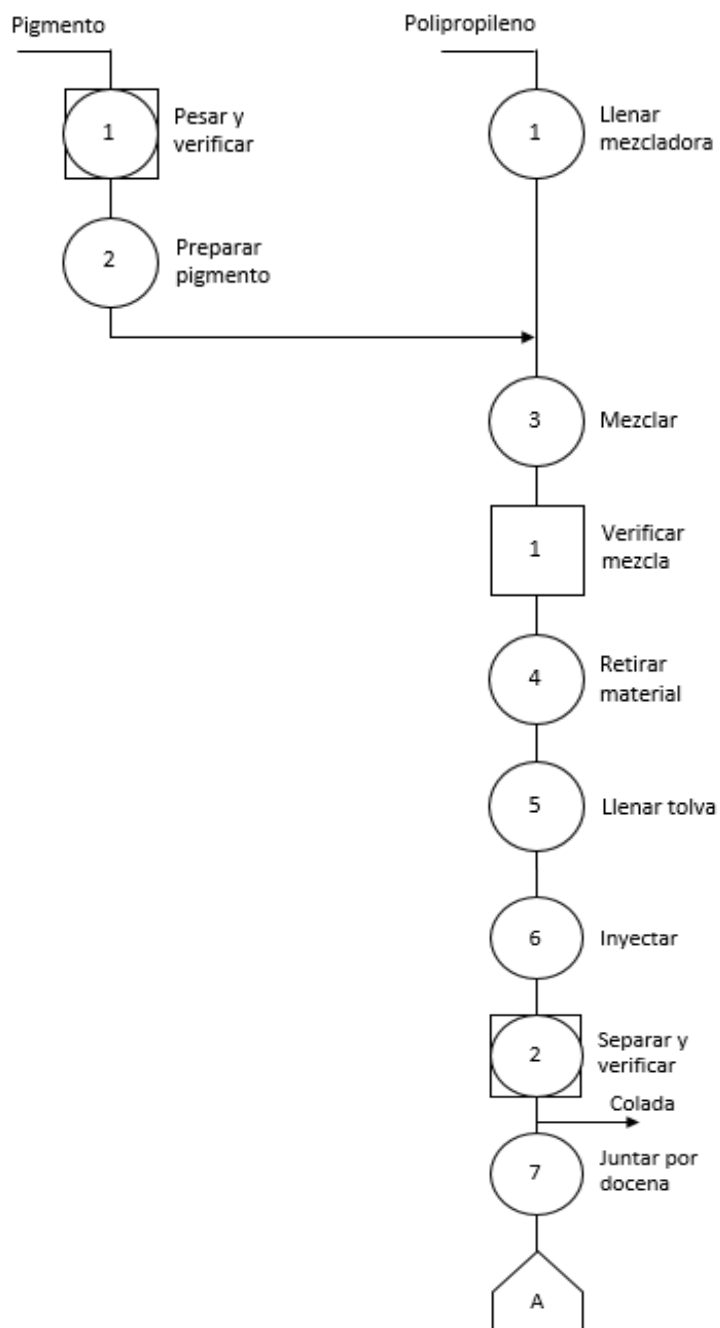 Pigmento
Polipropileno
1
Pesar y
verificar
1
Llenar
mezcladora
2
Preparar
pigmento
3
Mezclar
1
Verificar
mezcla
4
Retirar
material
5
Llenar tolva
6
Inyectar
2
Separar y
verificar
Colada
7
Juntar por
docena
A